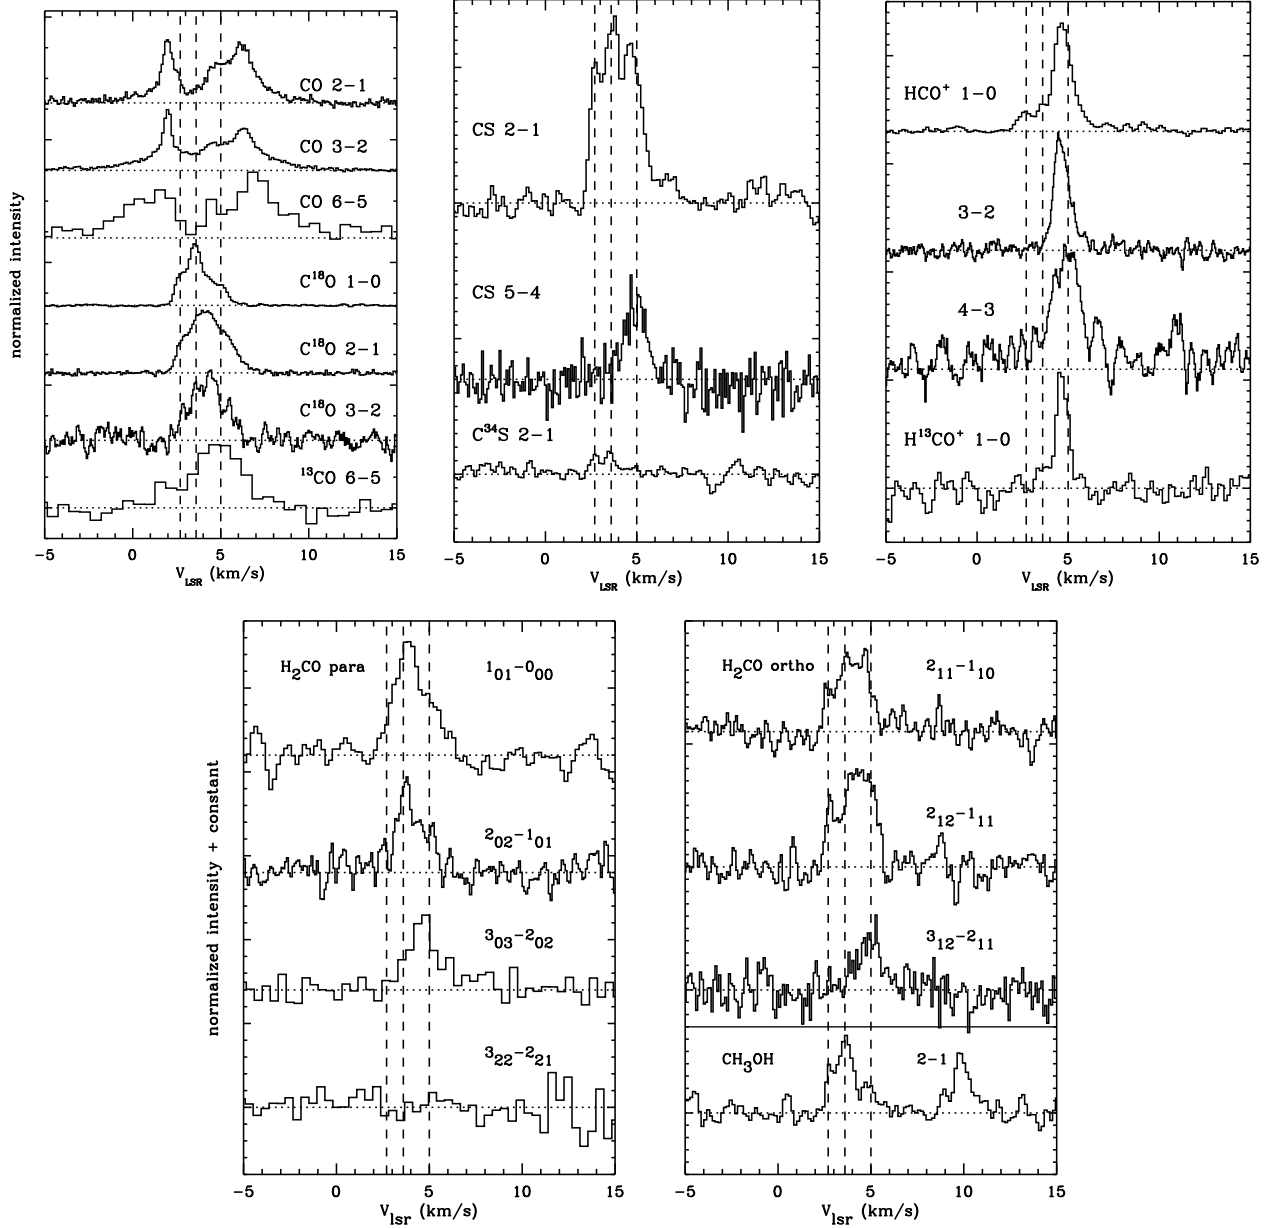 normalized intensity
CO 2-1
CO 3-2
CO 6-5
C¹⁸O 1-0
C¹⁸O 2-1
C¹⁸O 3-2
¹³CO 6-5
-5 0 5 10 15
V_LSR (km/s)
CS 2-1
CS 5-4
C³⁴S 2-1
-5 0 5 10 15
V_LSR (km/s)
HCO⁺ 1-0
3-2
4-3
H¹³CO⁺ 1-0
-5 0 5 10 15
V_LSR (km/s)
normalized intensity + constant
H₂CO para 1₀₁-0₀₀
2₀₂-1₀₁
3₀₃-2₀₂
3₂₂-2₂₁
-5 0 5 10 15
V_lsr (km/s)
H₂CO ortho 2₁₁-1₁₀
2₁₂-1₁₁
3₁₂-2₁₁
CH₃OH 2-1
-5 0 5 10 15
V_lsr (km/s)